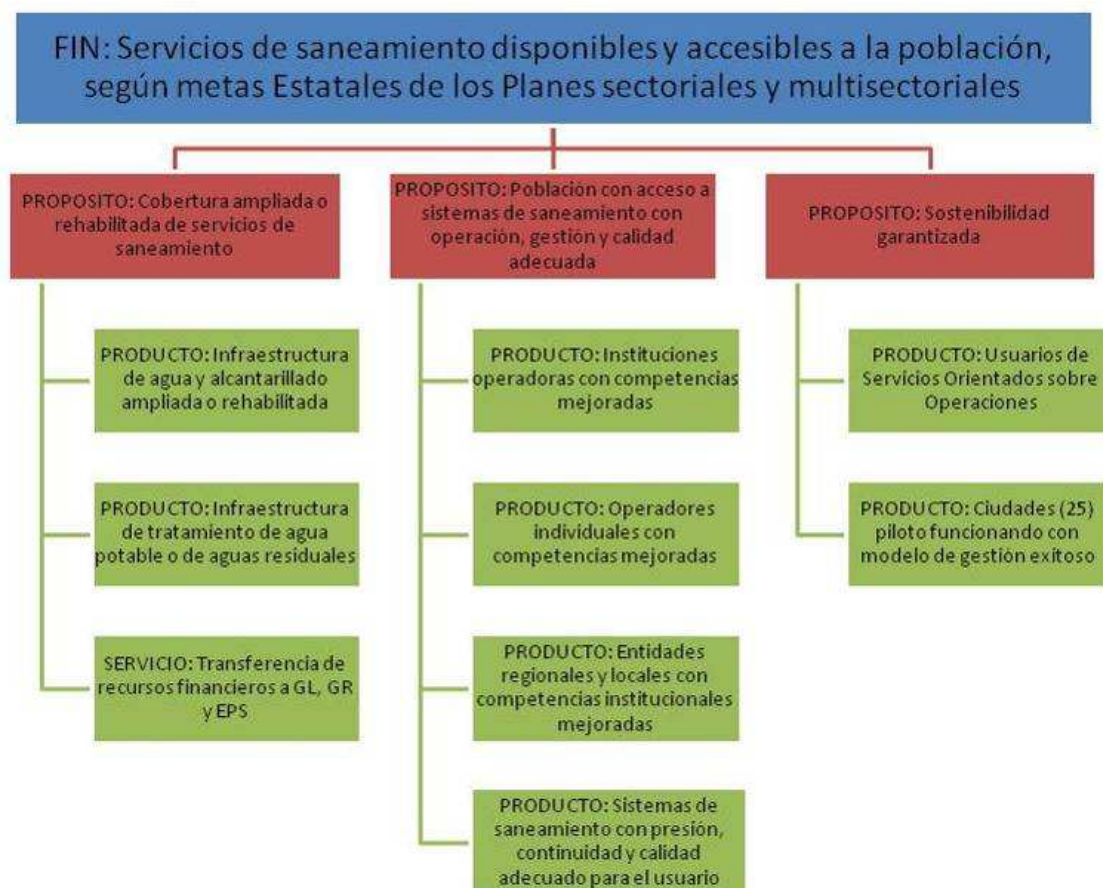 FIN: Servicios de saneamiento disponibles y accesibles a la población,
según metas Estatales de los Planes sectoriales y multisectoriales
PROPOSITO: Cobertura ampliada o
rehabilitada de servicios de
saneamiento
PRODUCTO: Infraestructura
de agua y alcantarillado
ampliada o rehabilitada
PRODUCTO: Infraestructura
de tratamiento de agua
potable o de aguas residuales
SERVICIO: Transferencia de
recursos financieros a GL, GR
y EPS
PROPOSITO: Población con acceso a
sistemas de saneamiento con
operación, gestión y calidad
adecuada
PRODUCTO: Instituciones
operadoras con competencias
mejoradas
PRODUCTO: Operadores
individuales con
competencias mejoradas
PRODUCTO: Entidades
regionales y locales con
competencias institucionales
mejoradas
PRODUCTO: Sistemas de
saneamiento con presión,
continuidad y calidad
adecuado para el usuario
PROPOSITO: Sostenibilidad
garantizada
PRODUCTO: Usuarios de
Servicios Orientados sobre
Operaciones
PRODUCTO: Ciudades (25)
piloto funcionando con
modelo de gestión exitoso